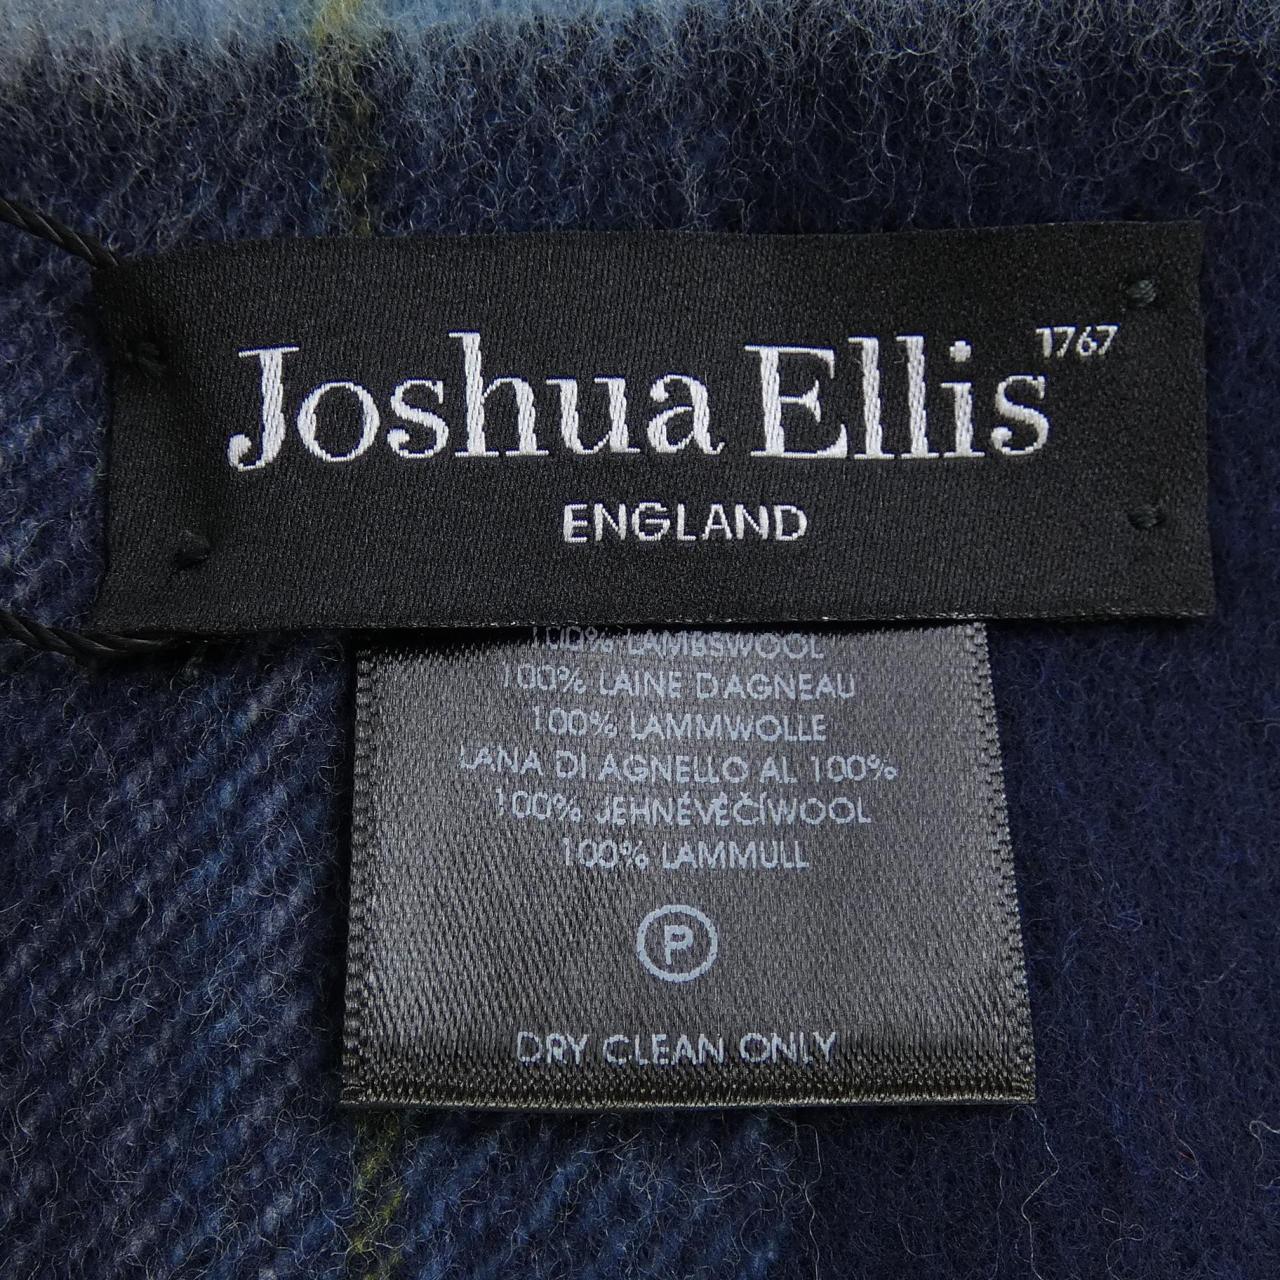 Joshua Ellis 1767
ENGLAND
100% LAMBSWOOL
100% LAINE D'AGNEAU
100% LAMMWOLLE
LANA DI AGNELLO AL 100%
100% JEHNĚVĚČÍWOOL
100% LAMMULL
P
DRY CLEAN ONLY